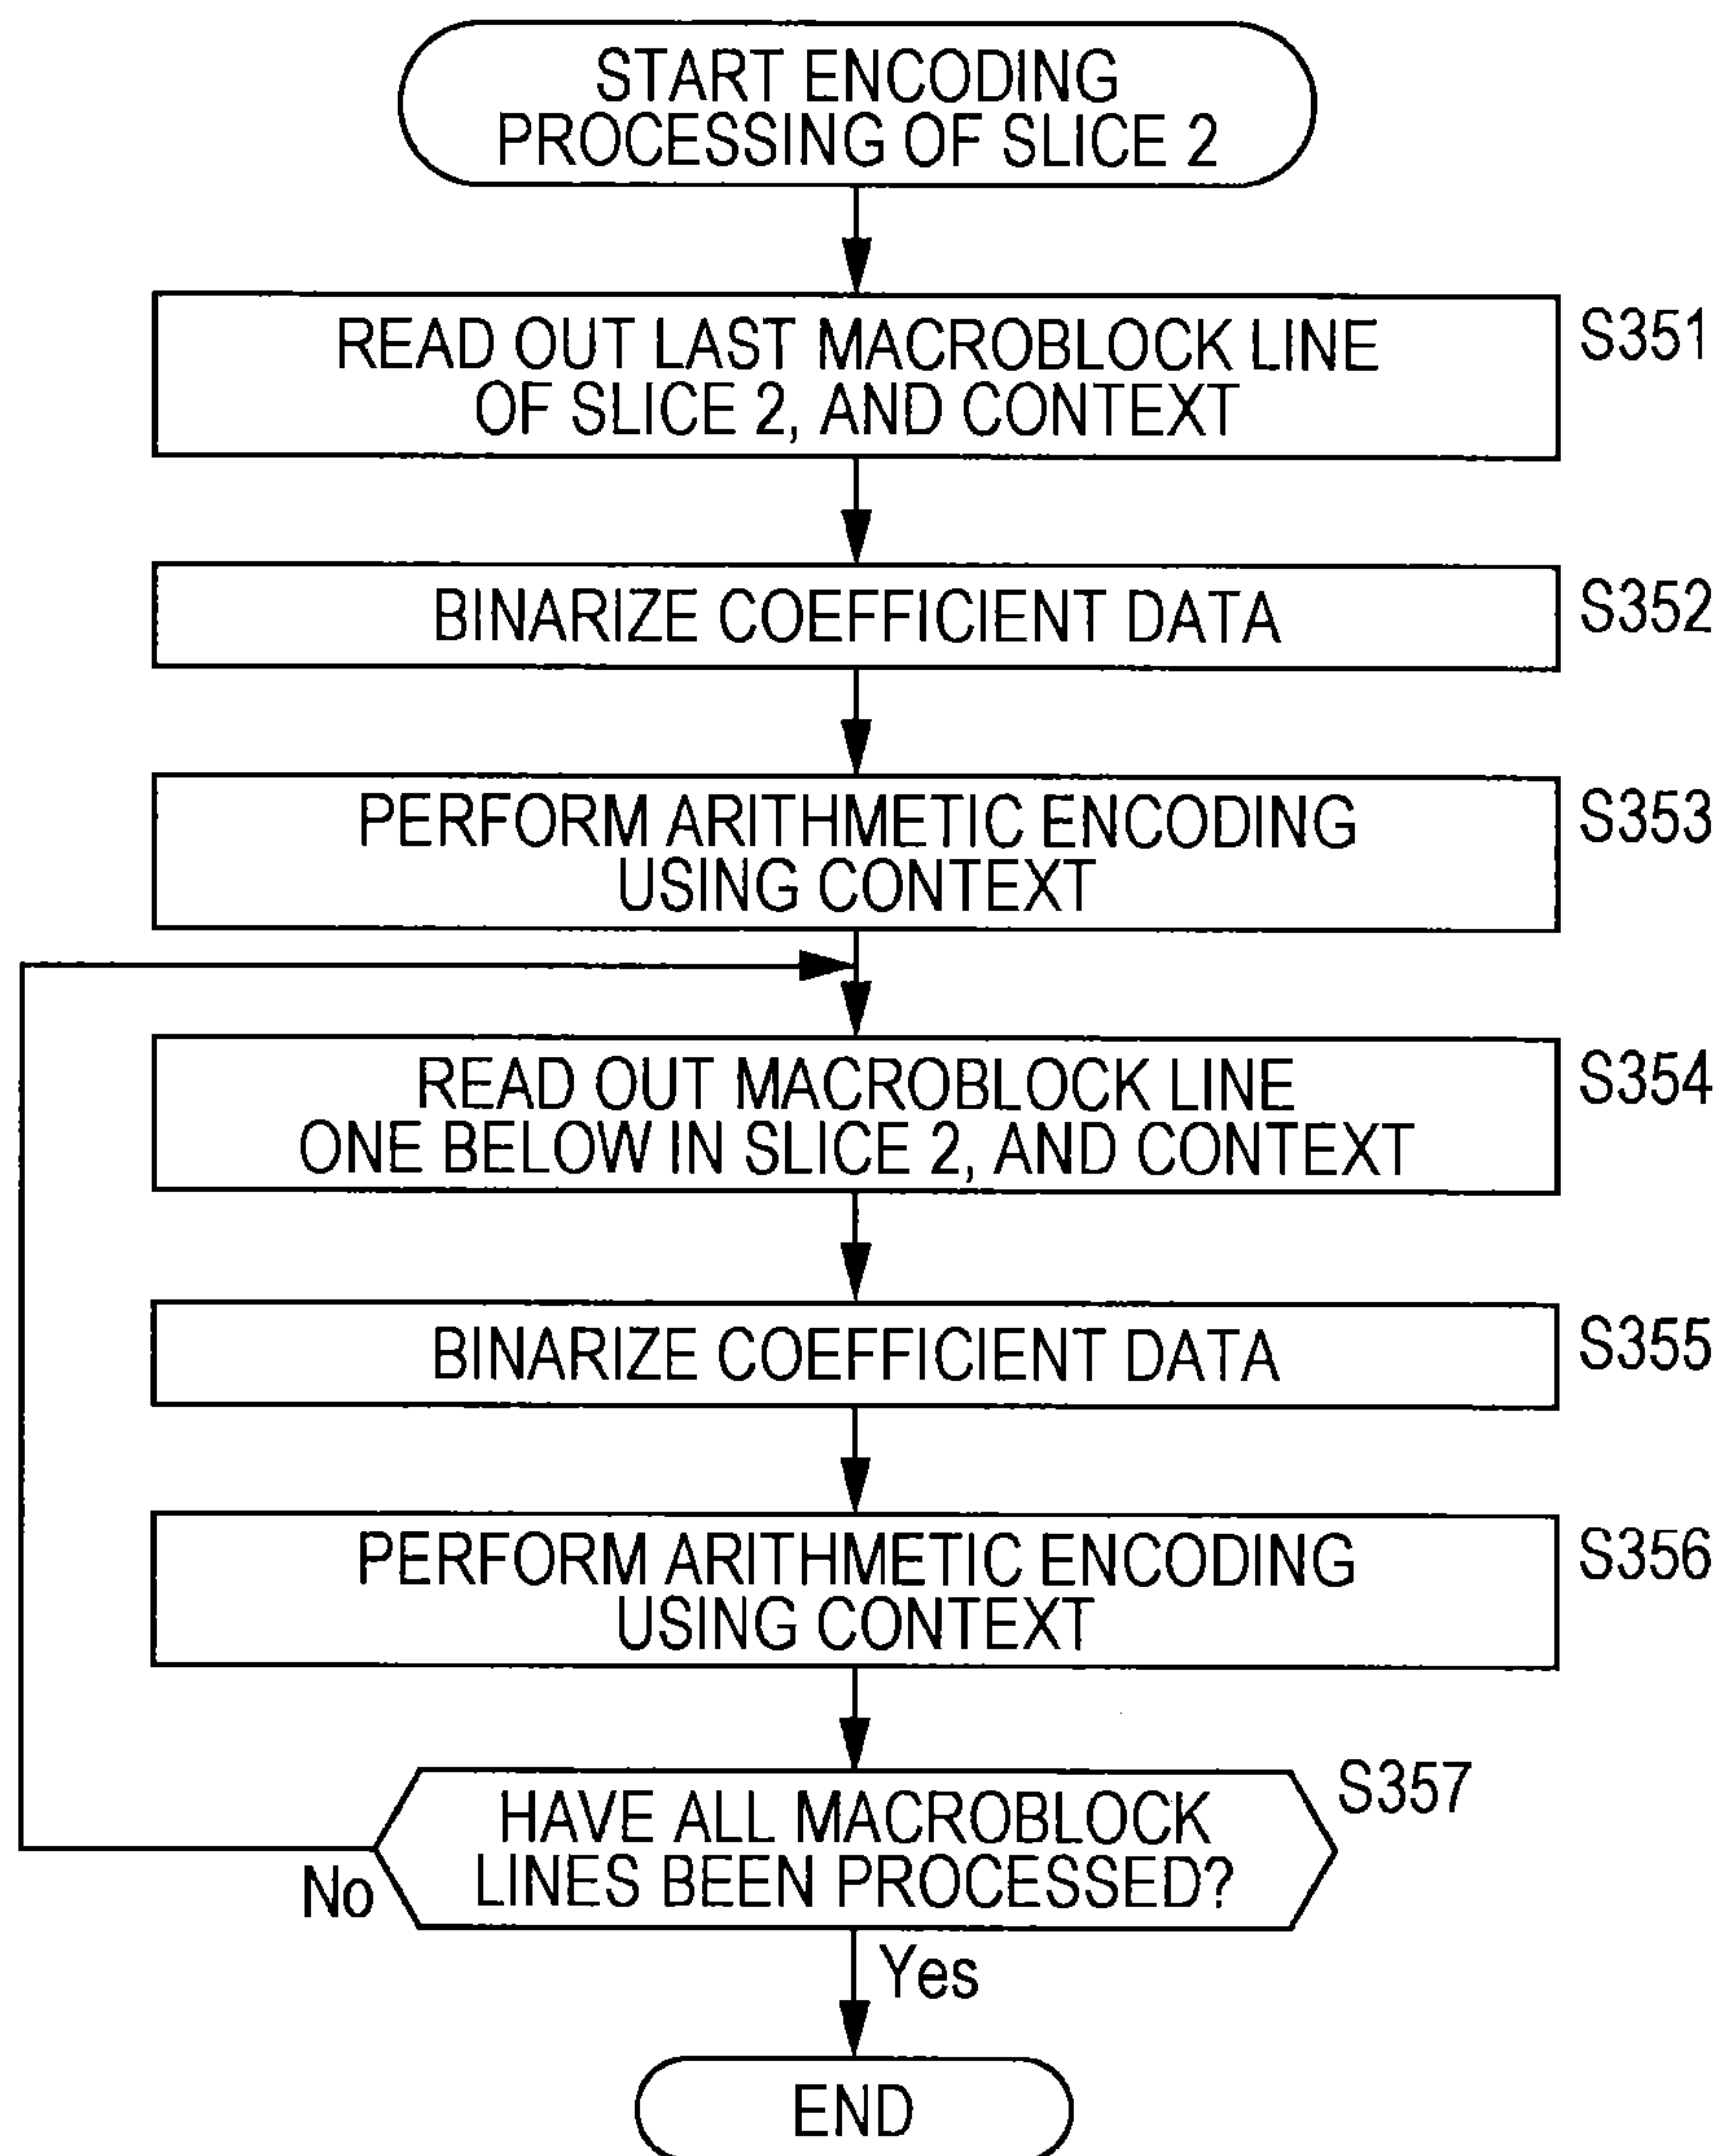 START ENCODING
PROCESSING OF SLICE 2
READ OUT LAST MACROBLOCK LINE
OF SLICE 2, AND CONTEXT
S351
BINARIZE COEFFICIENT DATA
S352
PERFORM ARITHMETIC ENCODING
USING CONTEXT
S353
READ OUT MACROBLOCK LINE
ONE BELOW IN SLICE 2, AND CONTEXT
S354
BINARIZE COEFFICIENT DATA
S355
PERFORM ARITHMETIC ENCODING
USING CONTEXT
S356
HAVE ALL MACROBLOCK
LINES BEEN PROCESSED?
S357
No
Yes
END